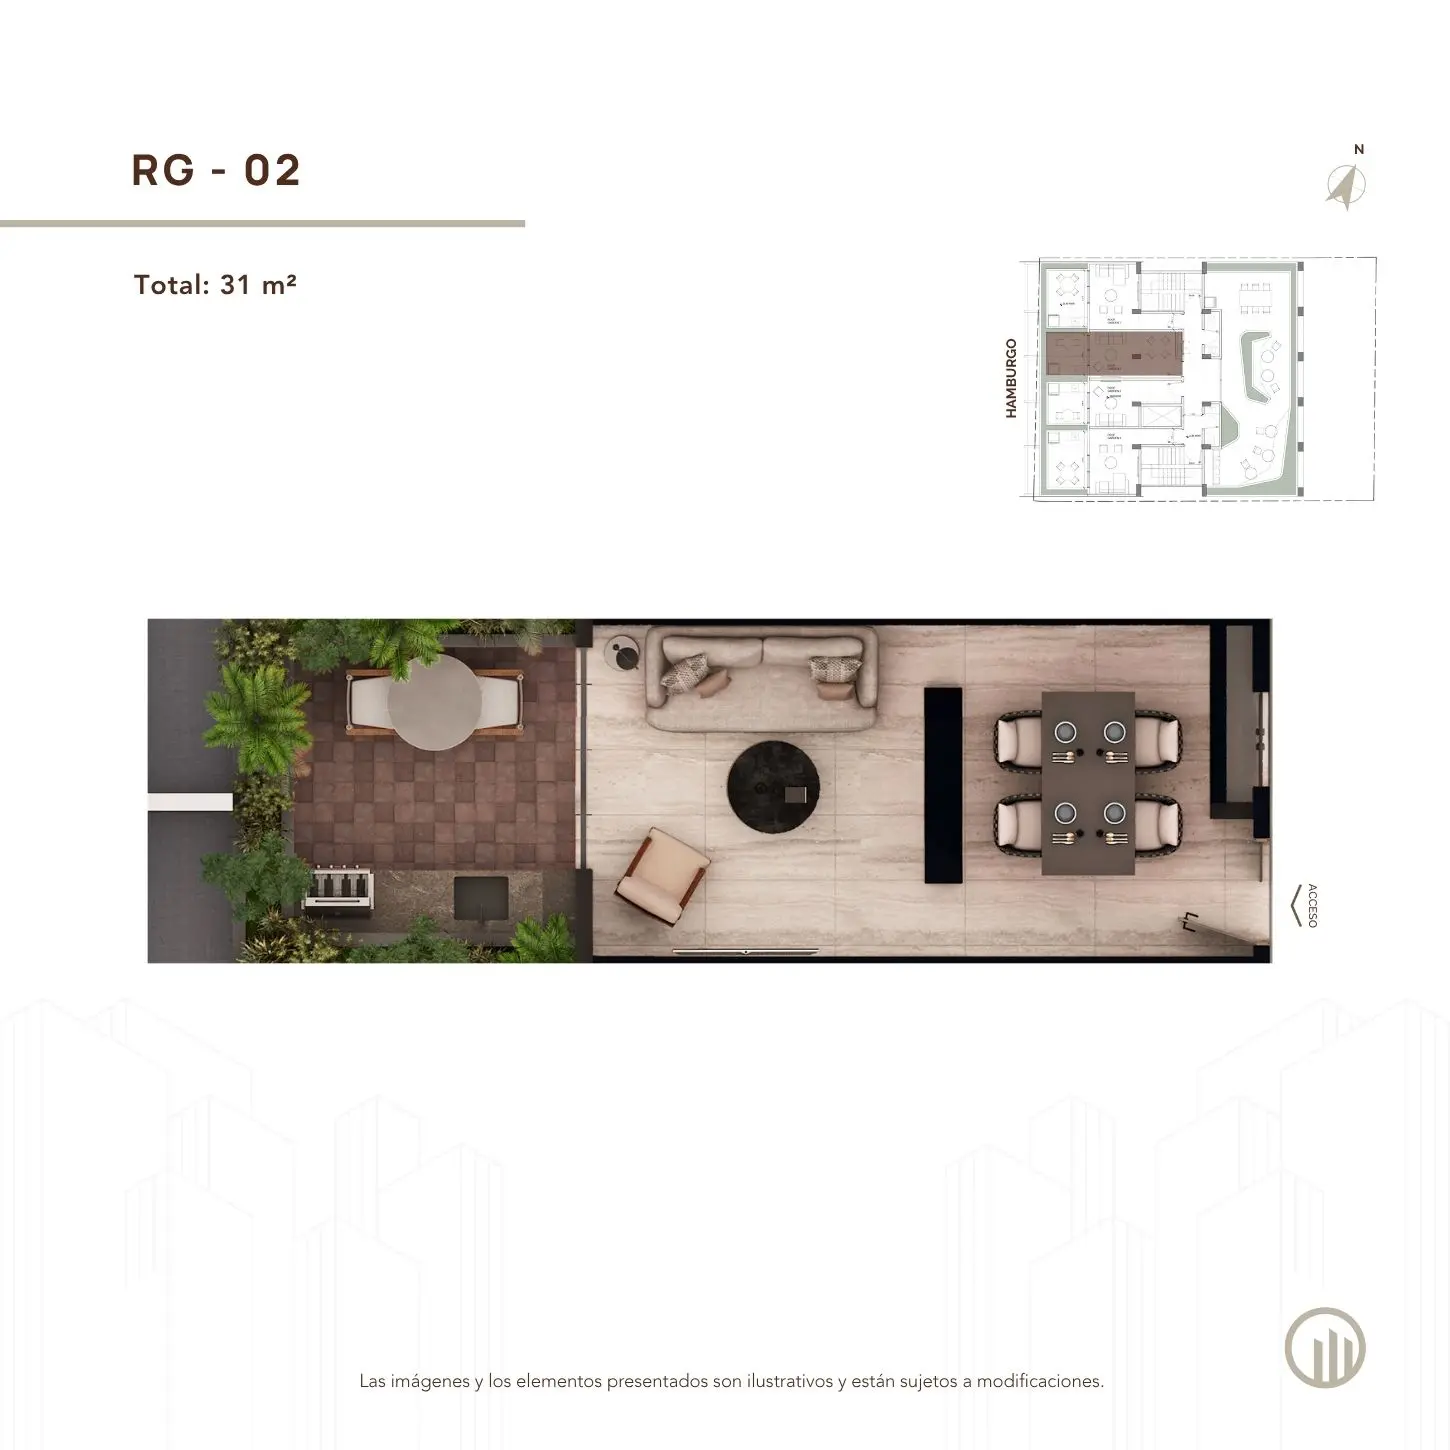 RG - 02
N
Total: 31 m²
HAMBURGO
ACCESO
Las imágenes y los elementos presentados son ilustrativos y están sujetos a modificaciones.